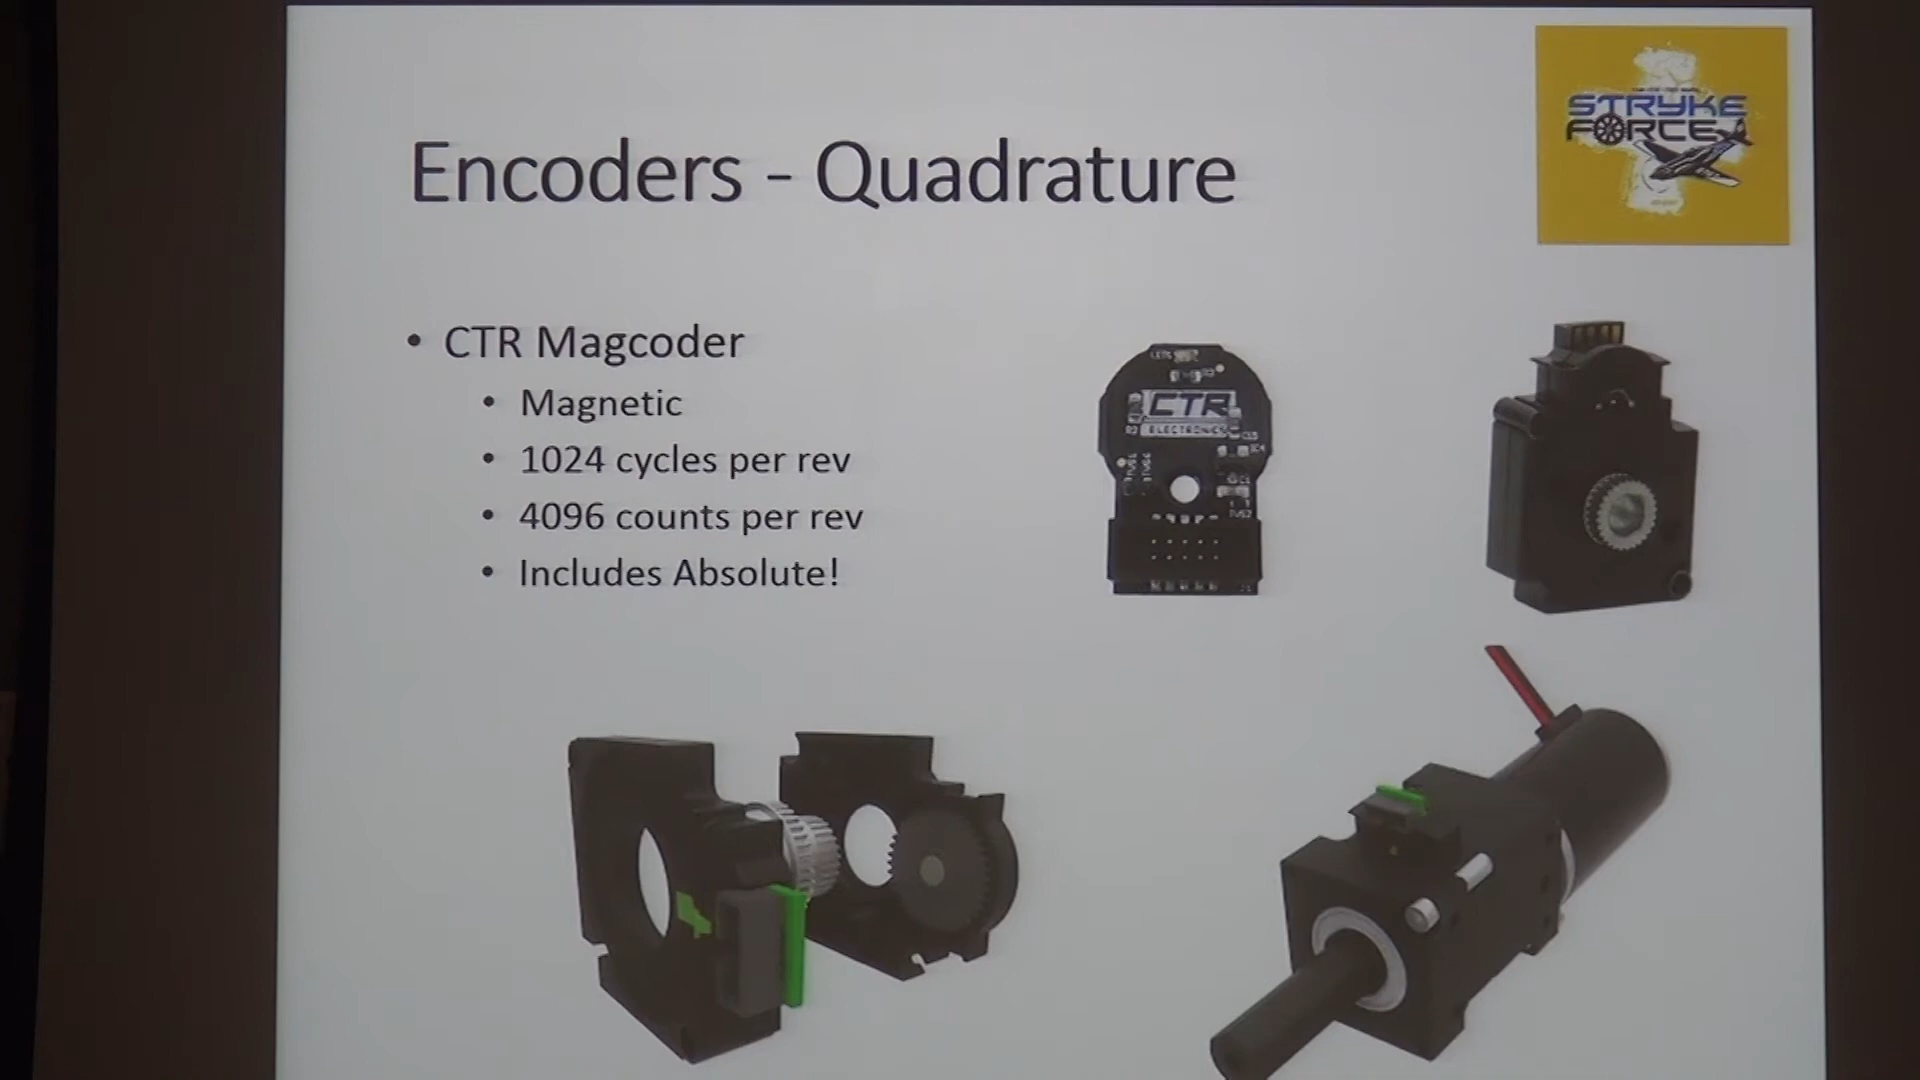 STRYKE
FORCE
Encoders - Quadrature
• CTR Magcoder
• Magnetic
• 1024 cycles per rev
• 4096 counts per rev
• Includes Absolute!
CTR
ELECTRONICS